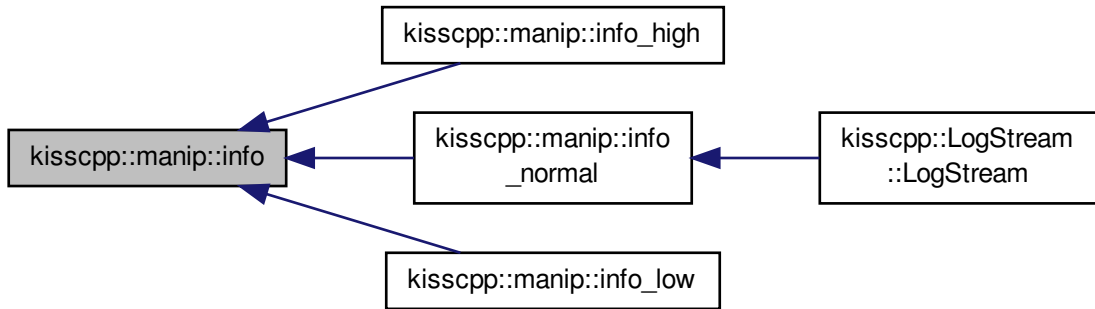 kisscpp::manip::info_high
kisscpp::manip::info
kisscpp::manip::info
_normal
kisscpp::LogStream
::LogStream
kisscpp::manip::info_low